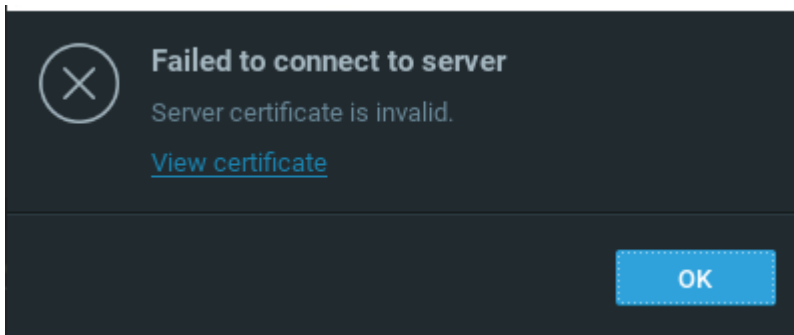 Failed to connect to server
Server certificate is invalid.
View certificate
OK